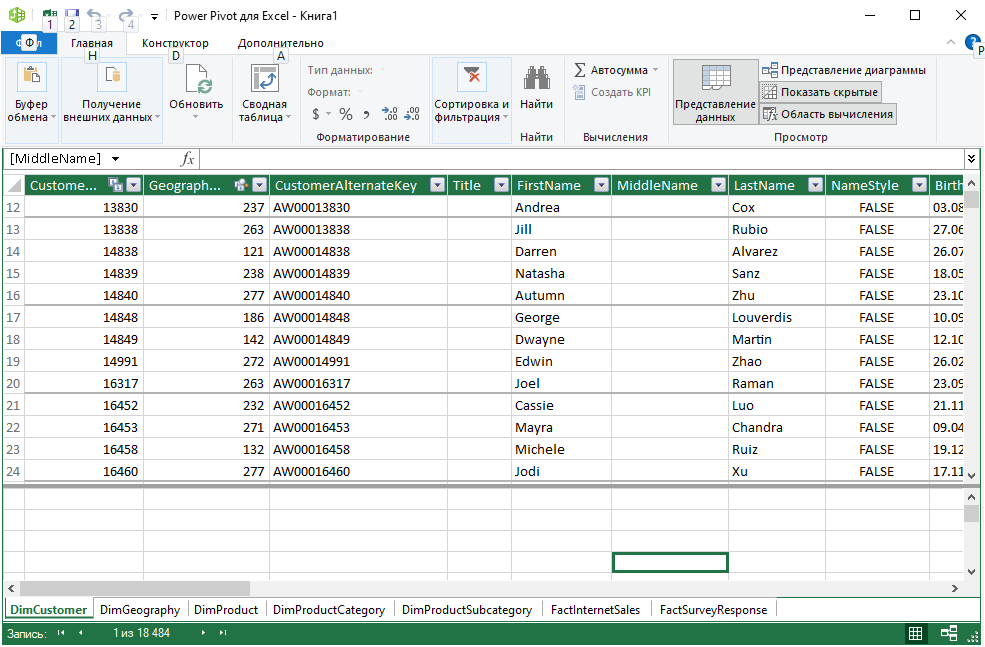 Power Pivot для Excel - Книга1
1 2 3 4
Ф Главная Конструктор Дополнительно
Н D А
Буфер обмена
Получение внешних данных
Обновить
Сводная таблица
Тип данных:
Формат:
$ % ,
Форматирование
Сортировка и фильтрация
Найти
Найти
Автосумма
Создать KPI
Вычисления
Представление данных
Представление диаграммы
Показать скрытые
Область вычисления
Просмотр
[MiddleName] fx
Custome... Geograph... CustomerAlternateKey Title FirstName MiddleName LastName NameStyle Birth
12 13830 237 AW00013830 Andrea Cox FALSE 03.08
13 13838 263 AW00013838 Jill Rubio FALSE 27.06
14 14838 121 AW00014838 Darren Alvarez FALSE 26.07
15 14839 238 AW00014839 Natasha Sanz FALSE 18.05
16 14840 277 AW00014840 Autumn Zhu FALSE 23.10
17 14848 186 AW00014848 George Louverdis FALSE 10.09
18 14849 142 AW00014849 Dwayne Martin FALSE 12.10
19 14991 272 AW00014991 Edwin Zhao FALSE 26.02
20 16317 263 AW00016317 Joel Raman FALSE 23.09
21 16452 232 AW00016452 Cassie Luo FALSE 21.11
22 16453 271 AW00016453 Mayra Chandra FALSE 09.04
23 16458 132 AW00016458 Michele Ruiz FALSE 19.12
24 16460 277 AW00016460 Jodi Xu FALSE 17.11
DimCustomer DimGeography DimProduct DimProductCategory DimProductSubcategory FactInternetSales FactSurveyResponse
Запись: 1 из 18 484